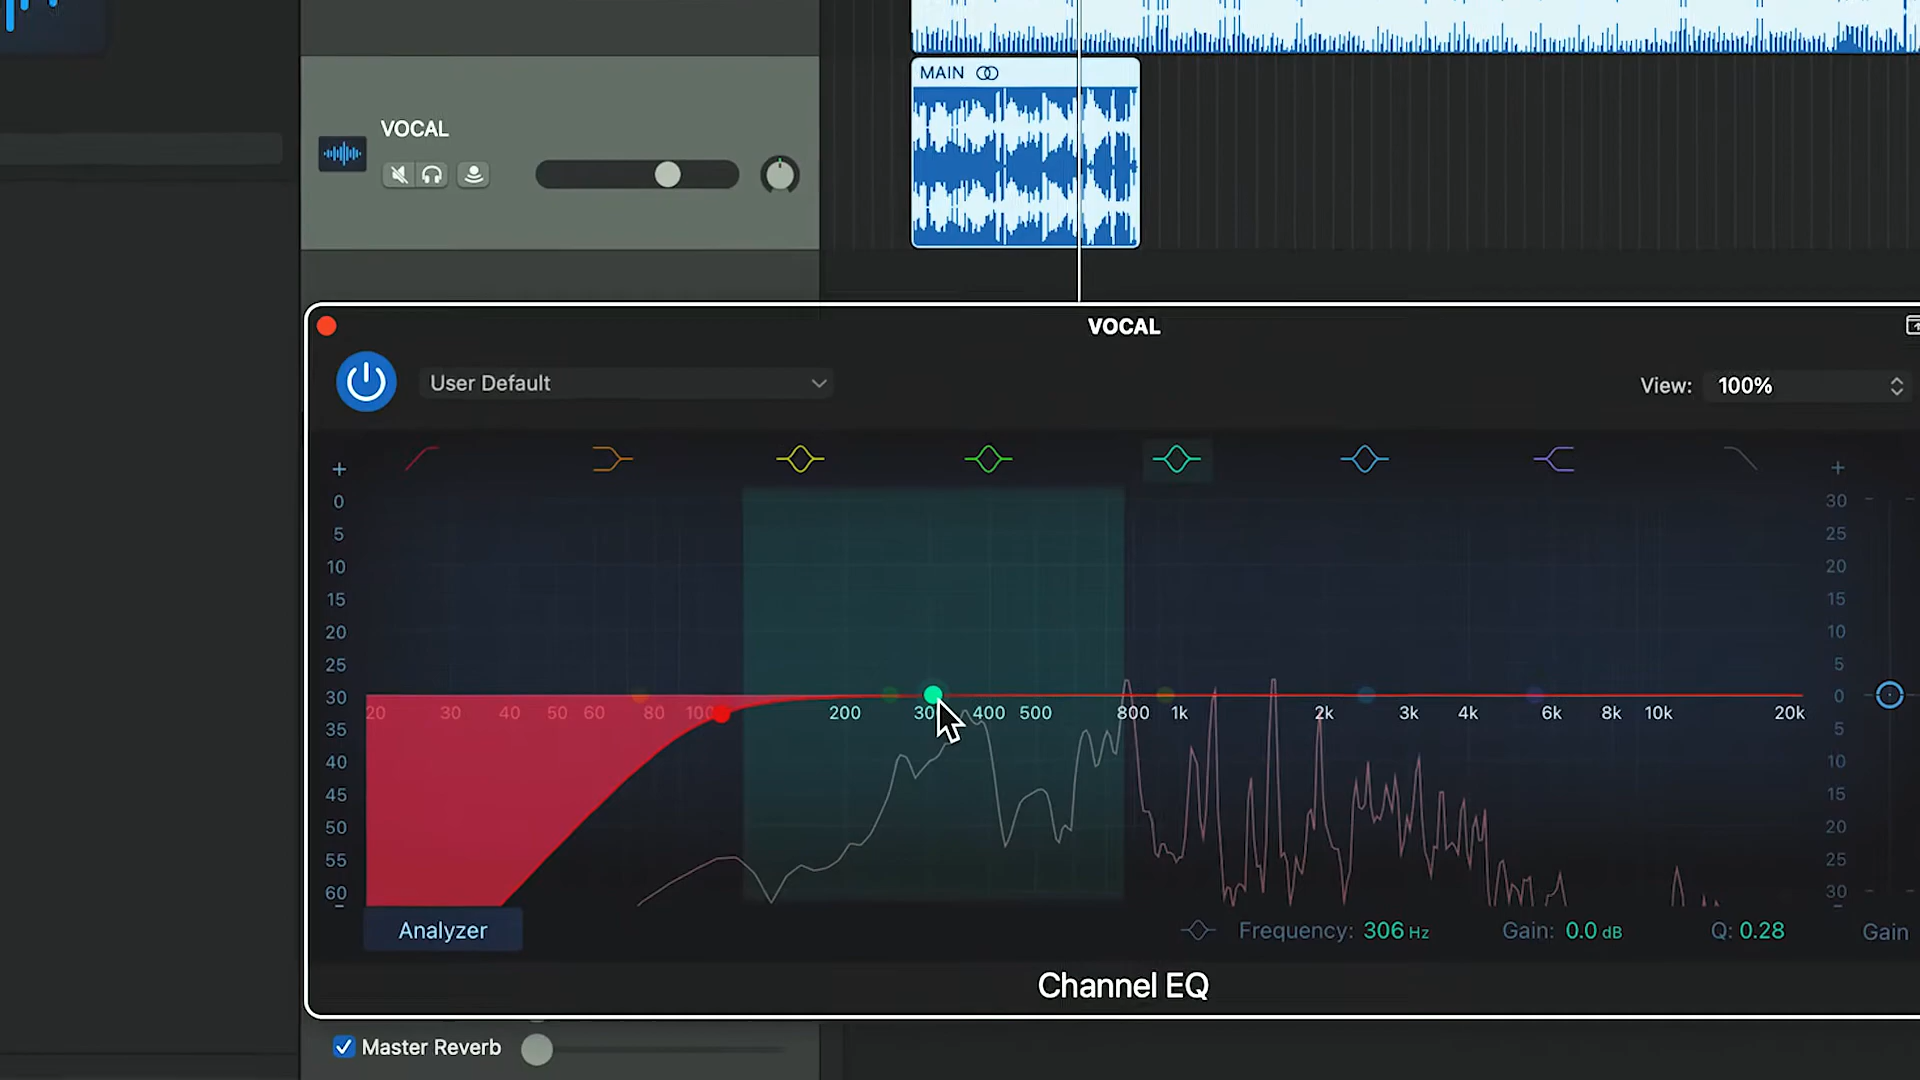 MAIN
VOCAL
VOCAL
User Default
View: 100%
+ +
0 30
5 25
10 20
15 15
20 10
25 5
30 0
20 30 40 50 60 80 100 200 300 400 500 800 1k 2k 3k 4k 6k 8k 10k 20k
35 5
40 10
45 15
50 20
55 25
60 30
Analyzer
Frequency: 306 Hz Gain: 0.0 dB Q: 0.28 Gain
Channel EQ
Master Reverb